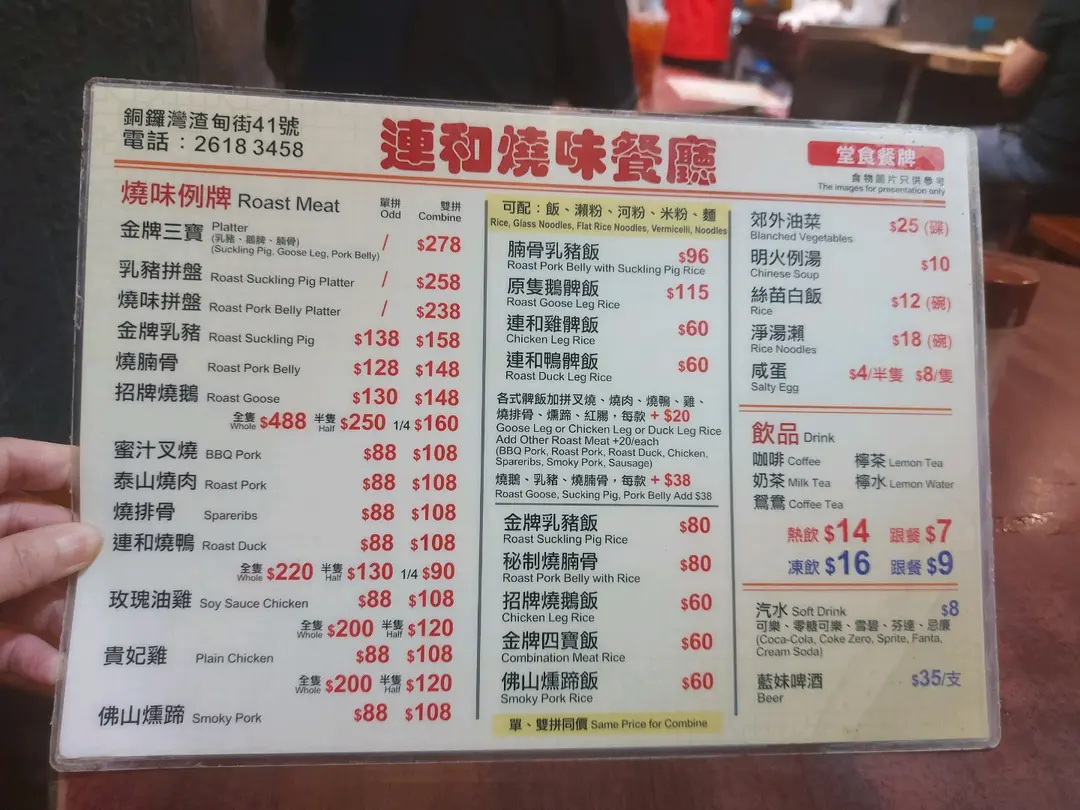 銅鑼灣渣甸街41號
電話：2618 3458
連和燒味餐廳
堂食餐牌
食物圖片只供參考
The images for presentation only
燒味例牌 Roast Meat 單拼 Odd 雙拼 Combine
金牌三寶 Platter / $278
(乳豬、鵝髀、腩骨)
(Suckling Pig, Goose Leg, Pork Belly)
乳豬拼盤 Roast Suckling Pig Platter / $258
燒味拼盤 Roast Pork Belly Platter / $238
金牌乳豬 Roast Suckling Pig $138 $158
燒腩骨 Roast Pork Belly $128 $148
招牌燒鵝 Roast Goose $130 $148
全隻 Whole $488 半隻 Half $250 1/4 $160
蜜汁叉燒 BBQ Pork $88 $108
泰山燒肉 Roast Pork $88 $108
燒排骨 Spareribs $88 $108
連和燒鴨 Roast Duck $88 $108
全隻 Whole $220 半隻 Half $130 1/4 $90
玫瑰油雞 Soy Sauce Chicken $88 $108
全隻 Whole $200 半隻 Half $120
貴妃雞 Plain Chicken $88 $108
全隻 Whole $200 半隻 Half $120
佛山燻蹄 Smoky Pork $88 $108
可配：飯、瀨粉、河粉、米粉、麵
Rice, Glass Noodles, Flat Rice Noodles, Vermicelli, Noodles
腩骨乳豬飯 $96
Roast Pork Belly with Suckling Pig Rice
原隻鵝髀飯 $115
Roast Goose Leg Rice
連和雞髀飯 $60
Chicken Leg Rice
連和鴨髀飯 $60
Roast Duck Leg Rice
各式髀飯加拼叉燒、燒肉、燒鴨、雞、
燒排骨、燻蹄、紅腸，每款 + $20
Goose Leg or Chicken Leg or Duck Leg Rice
Add Other Roast Meat +20/each
(BBQ Pork, Roast Pork, Roast Duck, Chicken,
Spareribs, Smoky Pork, Sausage)
燒鵝、乳豬、燒腩骨，每款 + $38
Roast Goose, Sucking Pig, Pork Belly Add $38
金牌乳豬飯 $80
Roast Suckling Pig Rice
秘制燒腩骨 $80
Roast Pork Belly with Rice
招牌燒鵝飯 $60
Chicken Leg Rice
金牌四寶飯 $60
Combination Meat Rice
佛山燻蹄飯 $60
Smoky Pork Rice
單、雙拼同價 Same Price for Combine
郊外油菜 $25 (碟)
Blanched Vegetables
明火例湯 $10
Chinese Soup
絲苗白飯 $12 (碗)
Rice
淨湯瀨 $18 (碗)
Rice Noodles
咸蛋 $4/半隻 $8/隻
Salty Egg
飲品 Drink
咖啡 Coffee 檸茶 Lemon Tea
奶茶 Milk Tea 檸水 Lemon Water
鴛鴦 Coffee Tea
熱飲 $14 跟餐 $7
凍飲 $16 跟餐 $9
汽水 Soft Drink $8
可樂、零糖可樂、雪碧、芬達、忌廉
(Coca-Cola, Coke Zero, Sprite, Fanta,
Cream Soda)
藍妹啤酒 $35/支
Beer